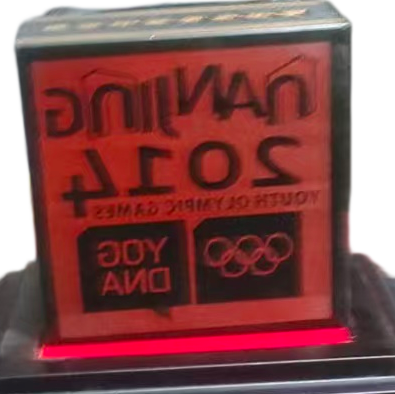 NANJING
2014
YOUTH OLYMPIC GAMES
YOG
DNA